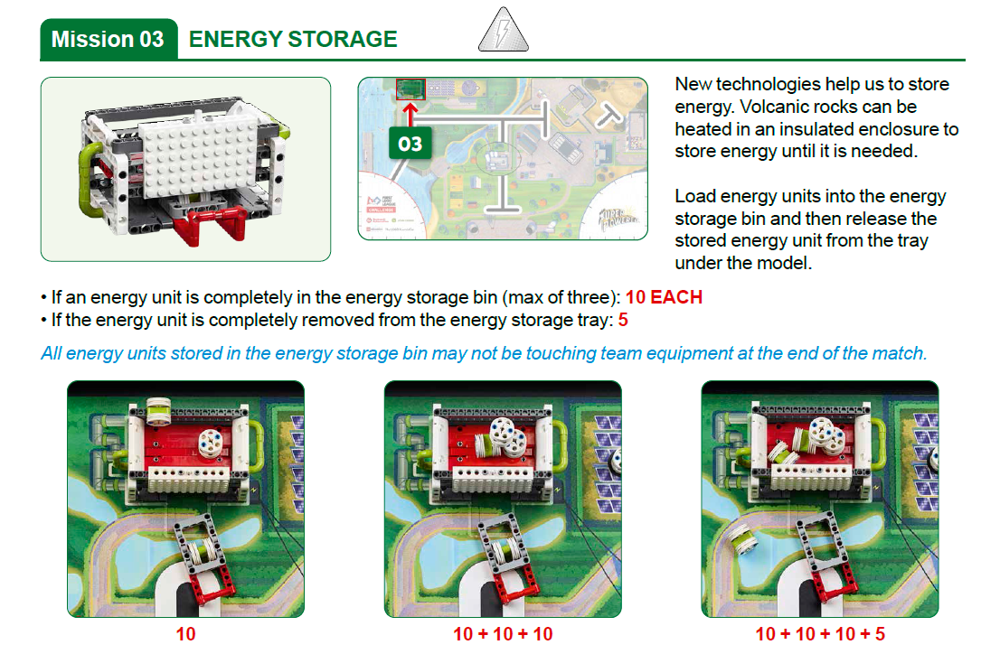 Mission 03 ENERGY STORAGE
03
FIRST
LEGO
LEAGUE
CHALLENGE
New technologies help us to store
energy. Volcanic rocks can be
heated in an insulated enclosure to
store energy until it is needed.
Load energy units into the energy
storage bin and then release the
stored energy unit from the tray
under the model.
• If an energy unit is completely in the energy storage bin (max of three): 10 EACH
• If the energy unit is completely removed from the energy storage tray: 5
All energy units stored in the energy storage bin may not be touching team equipment at the end of the match.
10
10 + 10 + 10
10 + 10 + 10 + 5